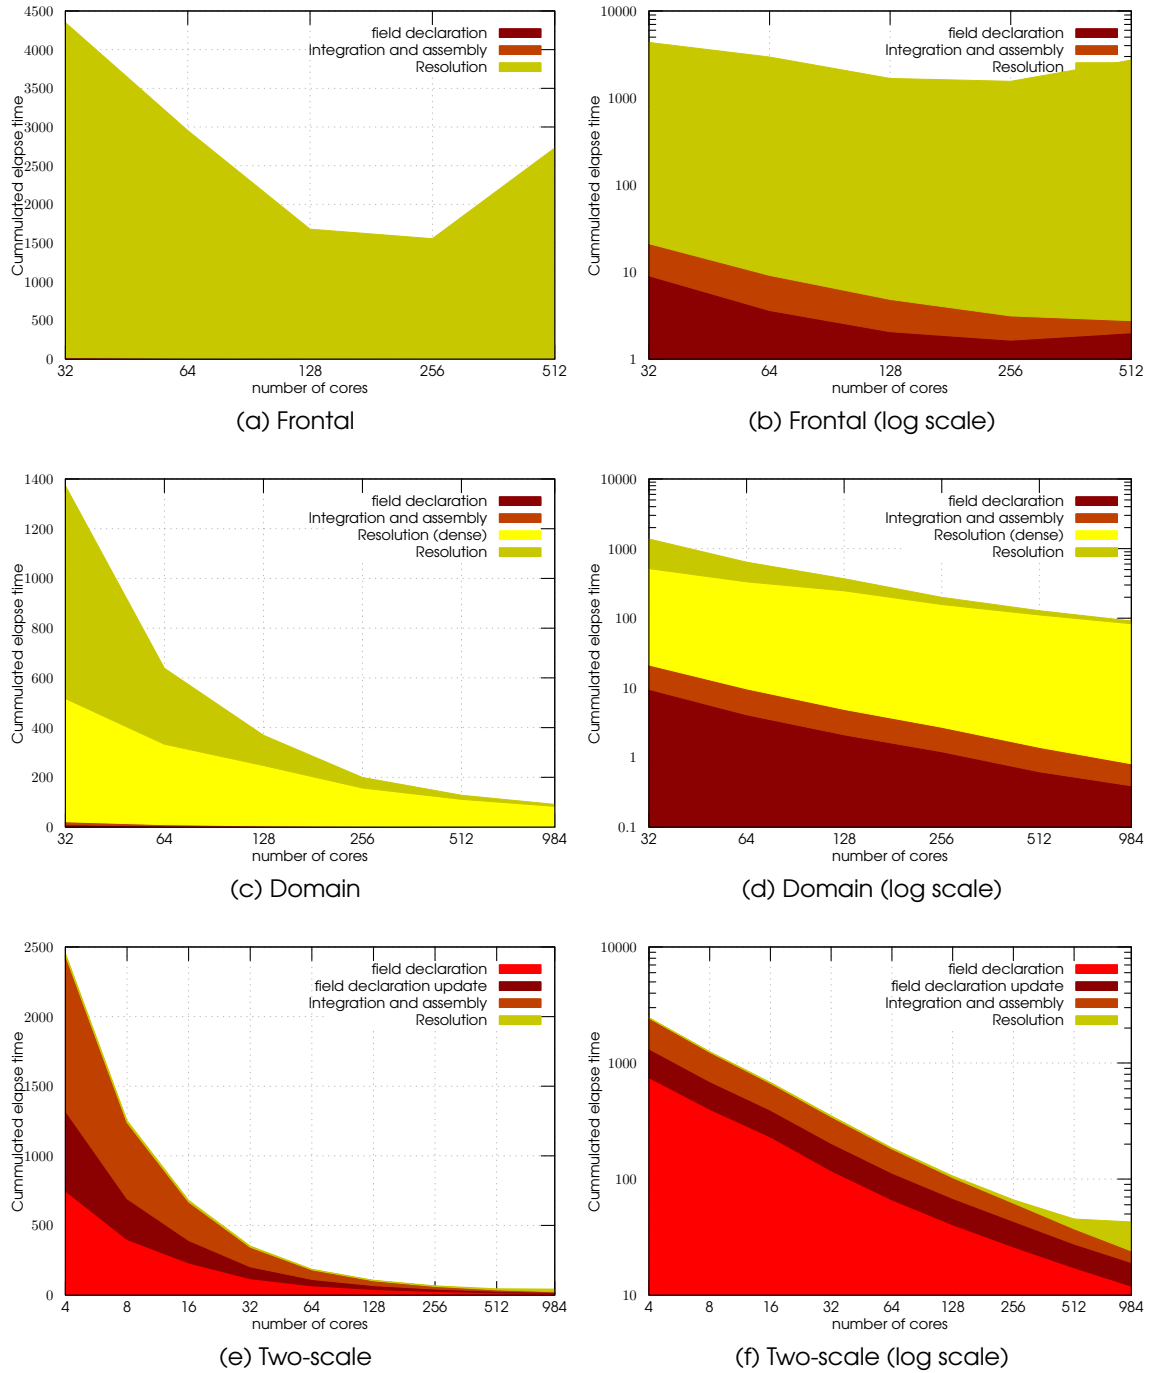 4500
4000
3500
3000
2500
2000
1500
1000
500
0
Cummulated elapse time
field declaration
Integration and assembly
Resolution
32 64 128 256 512
number of cores
(a) Frontal
10000
1000
100
10
1
Cummulated elapse time
field declaration
Integration and assembly
Resolution
32 64 128 256 512
number of cores
(b) Frontal (log scale)
1400
1200
1000
800
600
400
200
0
Cummulated elapse time
field declaration
Integration and assembly
Resolution (dense)
Resolution
32 64 128 256 512 984
number of cores
(c) Domain
10000
1000
100
10
1
0.1
Cummulated elapse time
field declaration
Integration and assembly
Resolution (dense)
Resolution
32 64 128 256 512 984
number of cores
(d) Domain (log scale)
2500
2000
1500
1000
500
0
Cummulated elapse time
field declaration
field declaration update
Integration and assembly
Resolution
4 8 16 32 64 128 256 512 984
number of cores
(e) Two-scale
10000
1000
100
10
Cummulated elapse time
field declaration
field declaration update
Integration and assembly
Resolution
4 8 16 32 64 128 256 512 984
number of cores
(f) Two-scale (log scale)